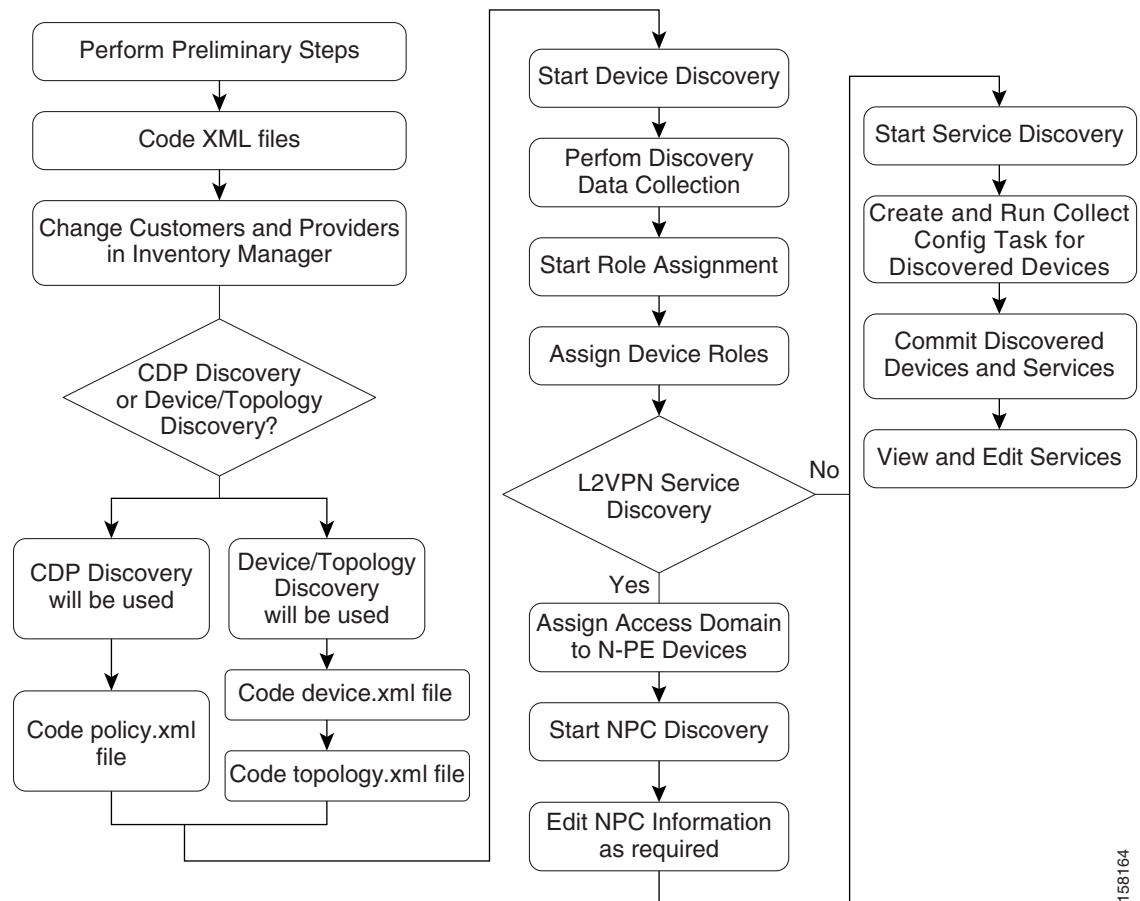 Perform Preliminary Steps
Code XML files
Change Customers and Providers
in Inventory Manager
CDP Discovery
or Device/Topology
Discovery?
CDP Discovery
will be used
Code policy.xml
file
Device/Topology
Discovery
will be used
Code device.xml file
Code topology.xml file
Start Device Discovery
Perfom Discovery
Data Collection
Start Role Assignment
Assign Device Roles
L2VPN Service
Discovery
No
Yes
Assign Access Domain
to N-PE Devices
Start NPC Discovery
Edit NPC Information
as required
Start Service Discovery
Create and Run Collect
Config Task for
Discovered Devices
Commit Discovered
Devices and Services
View and Edit Services
158164